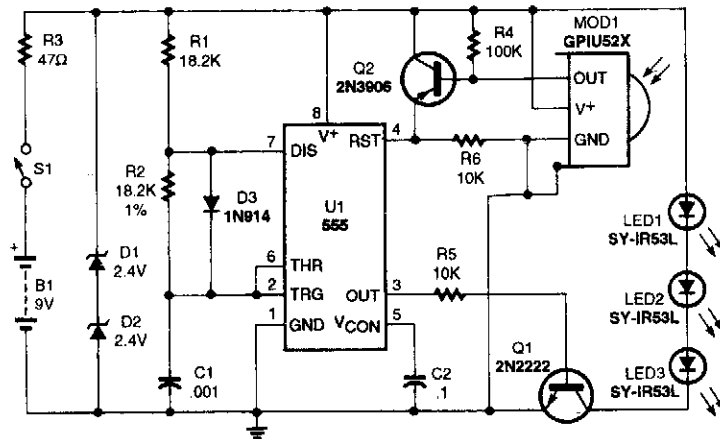 R3
47Ω
S1
+
B1
9V
D1
2.4V
D2
2.4V
R1
18.2K
R2
18.2K
1%
D3
1N914
C1
.001
8
V+
7
DIS
RST
4
U1
555
6
THR
2
TRG
OUT
3
1
GND
VCON
5
C2
.1
Q2
2N3906
R4
100K
R6
10K
R5
10K
Q1
2N2222
MOD1
GPIU52X
OUT
V+
GND
LED1
SY-IR53L
LED2
SY-IR53L
LED3
SY-IR53L